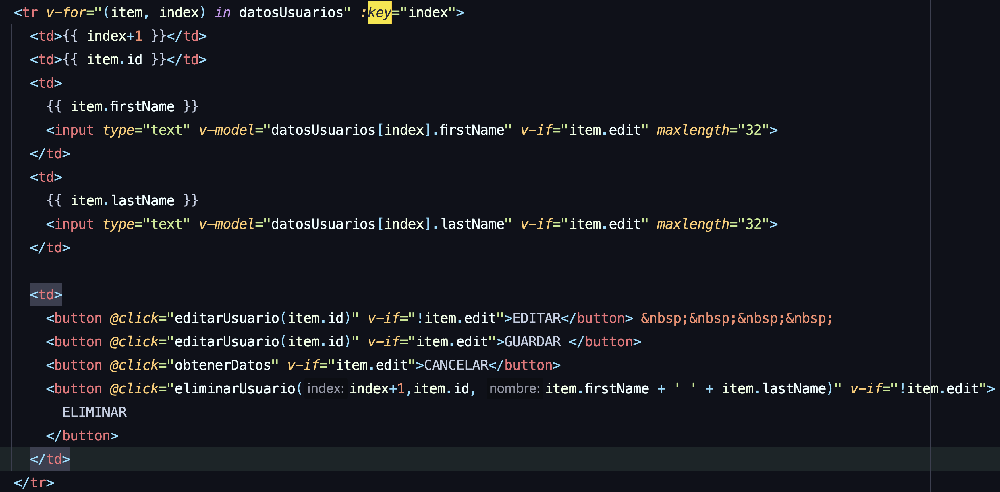 <tr v-for="(item, index) in datosUsuarios" :key="index">
<td>{{ index+1 }}</td>
<td>{{ item.id }}</td>
<td>
{{ item.firstName }}
<input type="text" v-model="datosUsuarios[index].firstName" v-if="item.edit" maxlength="32">
</td>
<td>
{{ item.lastName }}
<input type="text" v-model="datosUsuarios[index].lastName" v-if="item.edit" maxlength="32">
</td>
<td>
<button @click="editarUsuario(item.id)" v-if="!item.edit">EDITAR</button> &nbsp;&nbsp;&nbsp;&nbsp;
<button @click="editarUsuario(item.id)" v-if="item.edit">GUARDAR </button>
<button @click="obtenerDatos" v-if="item.edit">CANCELAR</button>
<button @click="eliminarUsuario( index: index+1,item.id, nombre: item.firstName + ' ' + item.lastName)" v-if="!item.edit">
ELIMINAR
</button>
</td>
</tr>